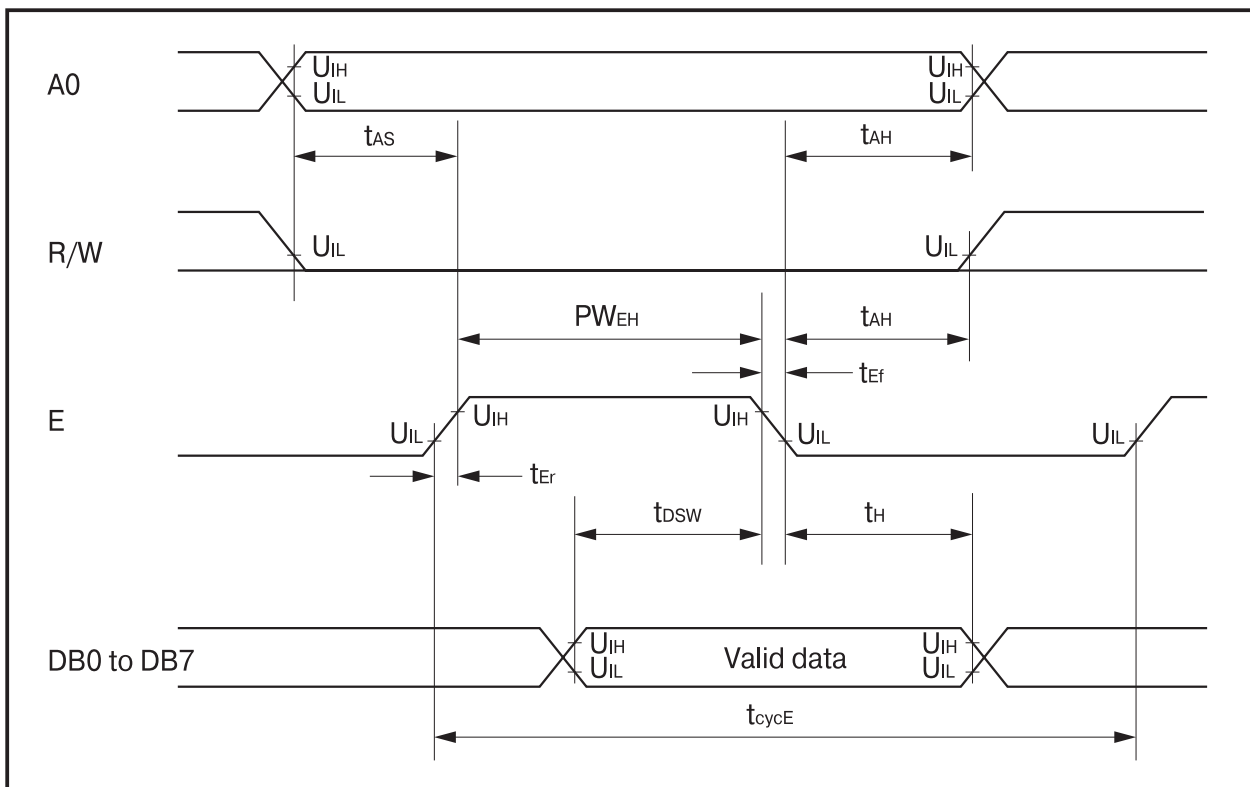 A0
UIH
UIL
UIH
UIL
tAS
tAH
R/W
UIL
UIL
PWEH
tAH
tEf
E
UIL
UIH
UIH
UIL
UIL
tEr
tDSW
tH
DB0 to DB7
UIH
UIL
Valid data
UIH
UIL
tcycE